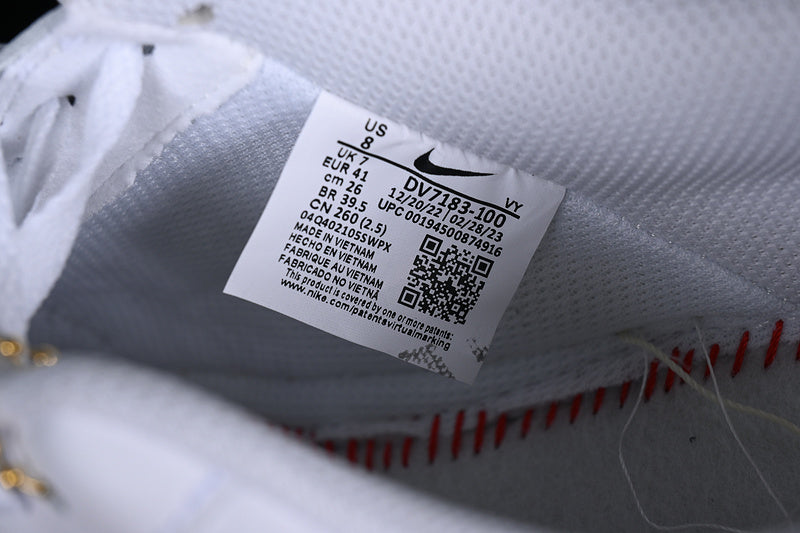 US
8
UK 7
EUR 41
cm 26
BR 39.5
CN 260 (2.5)
VY
DV7183-100
12/20/22 | 02/28/23
UPC 00194500874916
04Q402105SWPX
MADE IN VIETNAM
HECHO EN VIETNAM
FABRIQUE AU VIETNAM
FABRICADO NO VIETNÃ
This product is covered by one or more patents:
www.nike.com/patentsvirtualmarking